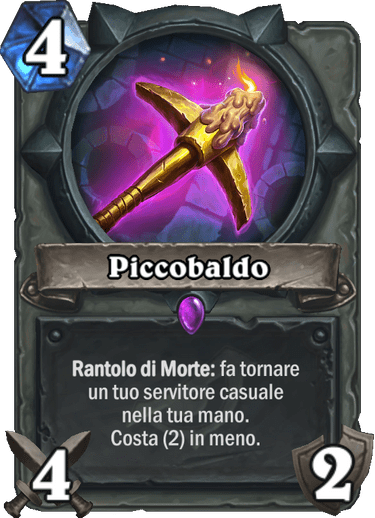 4
Piccobaldo
Rantolo di Morte: fa tornare
un tuo servitore casuale
nella tua mano.
Costa (2) in meno.
4
2